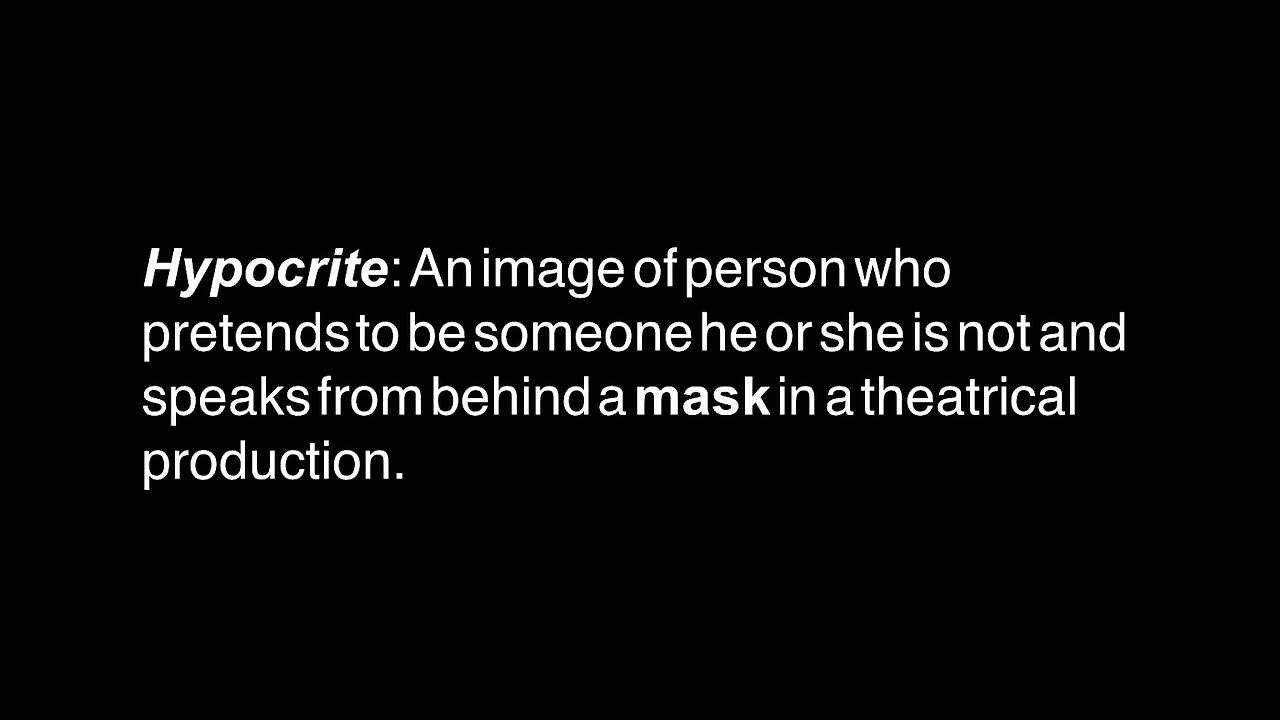 Hypocrite: An image of person who
pretends to be someone he or she is not and
speaks from behind a mask in a theatrical
production.